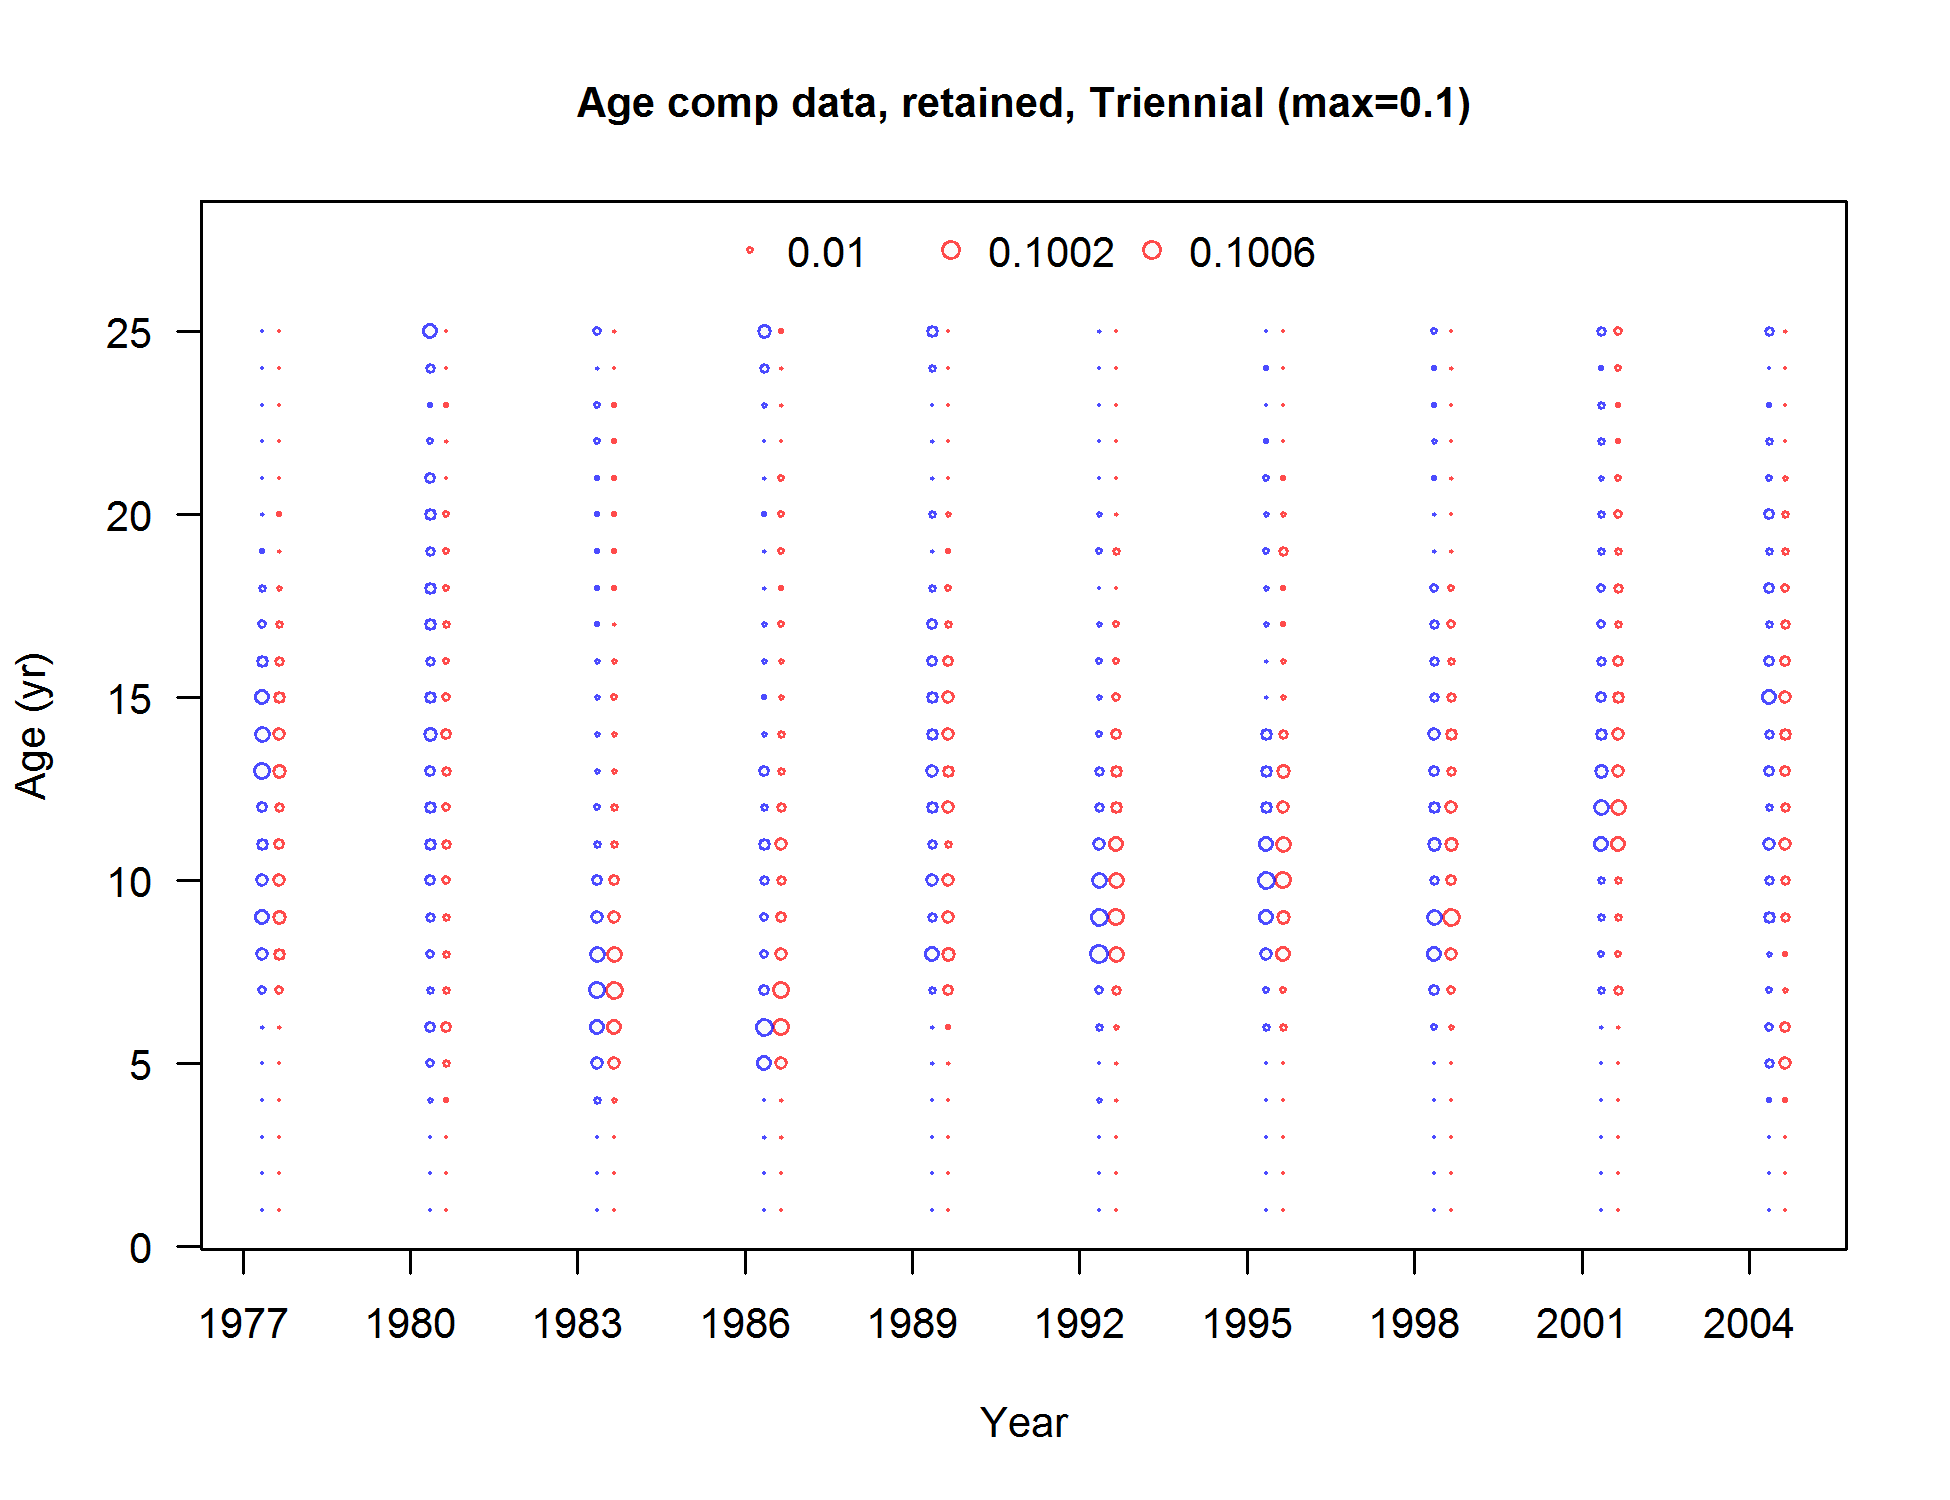 Age comp data, retained, Triennial (max=0.1)
0.01 0.1002 0.1006
25
20
15
10
5
0
Age (yr)
1977 1980 1983 1986 1989 1992 1995 1998 2001 2004
Year